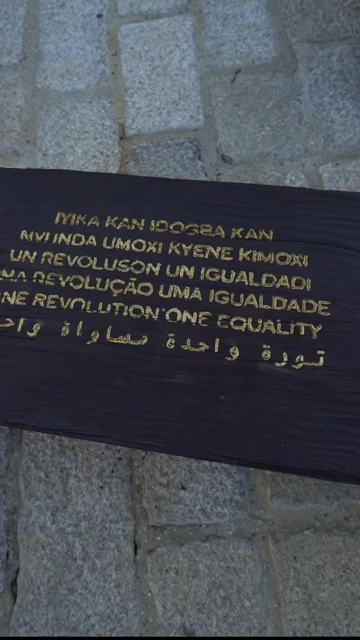 IYIKA KAN IDOGBA KAN
NVI INDA UMOXI KYENE KIMOXI
UN REVOLUSON UN IGUALDADI
UMA REVOLUÇÃO UMA IGUALDADE
ONE REVOLUTION ONE EQUALITY
ثورة واحدة مساواة واحدة